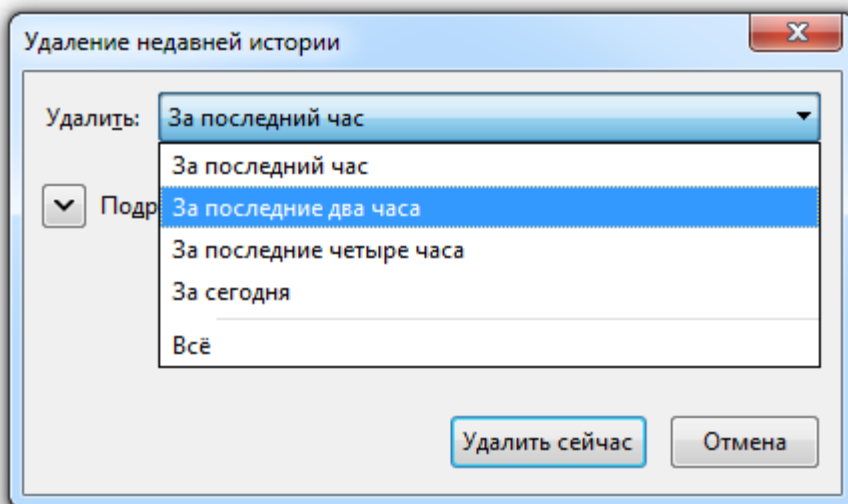 Удаление недавней истории
Удалить: За последний час
За последний час
Подр За последние два часа
За последние четыре часа
За сегодня
Всё
Удалить сейчас Отмена